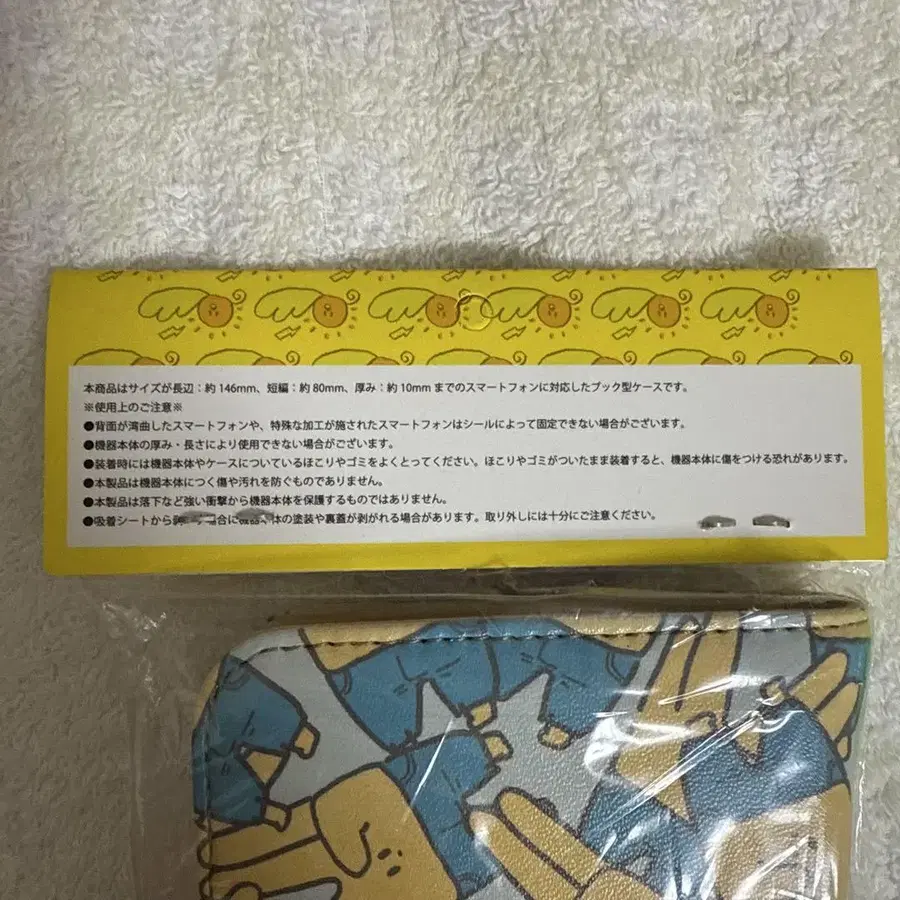 本商品はサイズが長辺：約146mm、短編：約80mm、厚み：約10mmまでのスマートフォンに対応したブック型ケースです。
※使用上のご注意※
●背面が湾曲したスマートフォンや、特殊な加工が施されたスマートフォンはシールによって固定できない場合がございます。
●機器本体の厚み・長さにより使用できない場合がございます。
●装着時には機器本体やケースについているほこりやゴミをよくとってください。ほこりやゴミがついたまま装着すると、機器本体に傷をつける恐れがあります。
●本製品は機器本体につく傷や汚れを防ぐものでありません。
●本製品は落下など強い衝撃から機器本体を保護するものではありません。
●吸着シートから 場合に機器本体の塗装や裏蓋が剥がれる場合があります。取り外しには十分にご注意ください。